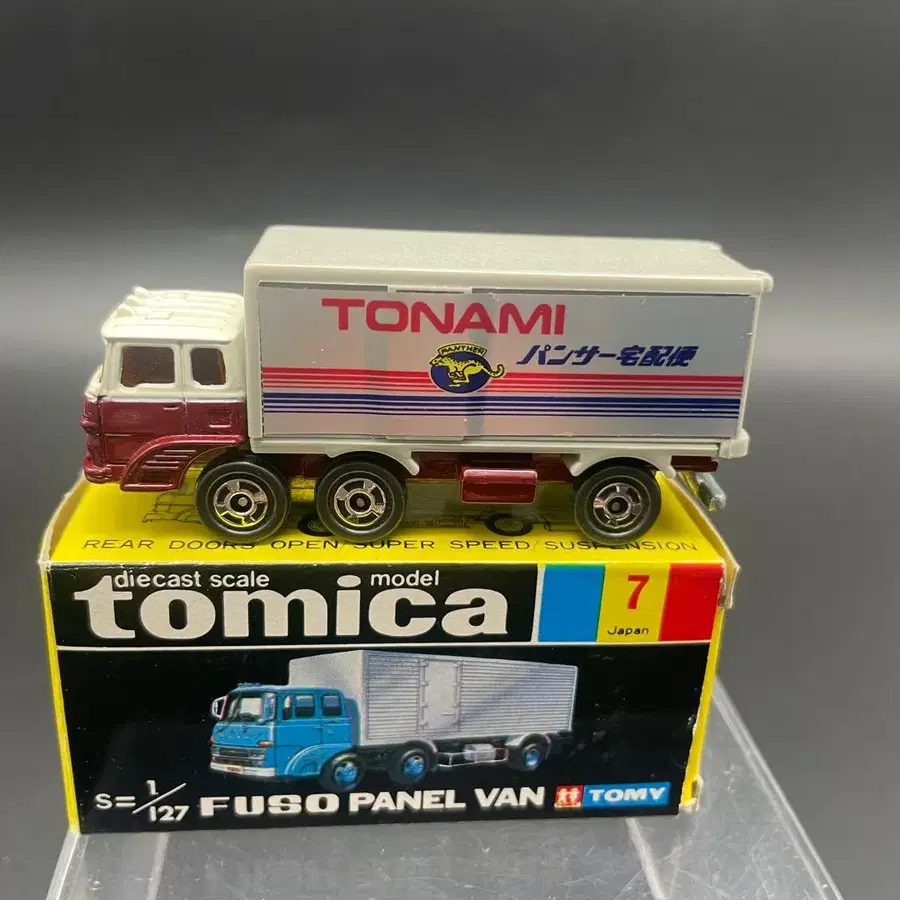 TONAMI
PANTHER
パンサー宅配便
REAR DOORS OPEN/SUPER SPEED/SUSPENSION
diecast scale model
tomica
7
Japan
S=1/127 FUSO PANEL VAN TOMY